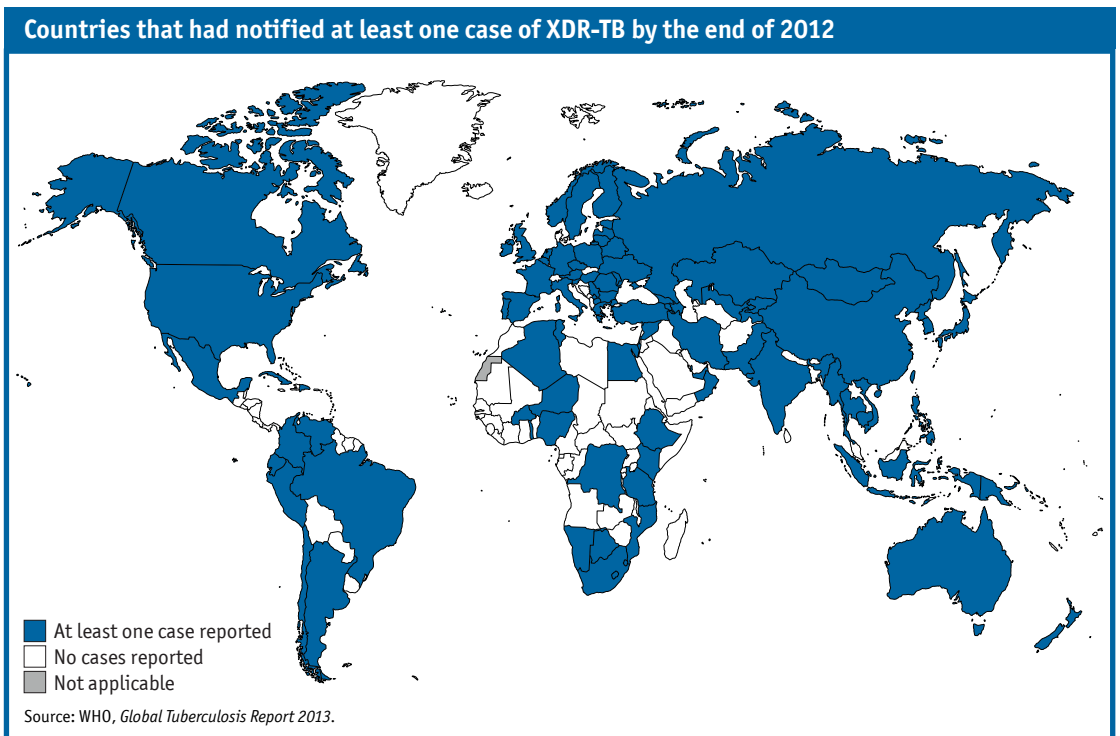 Countries that had notified at least one case of XDR-TB by the end of 2012
At least one case reported
No cases reported
Not applicable
Source: WHO, Global Tuberculosis Report 2013.